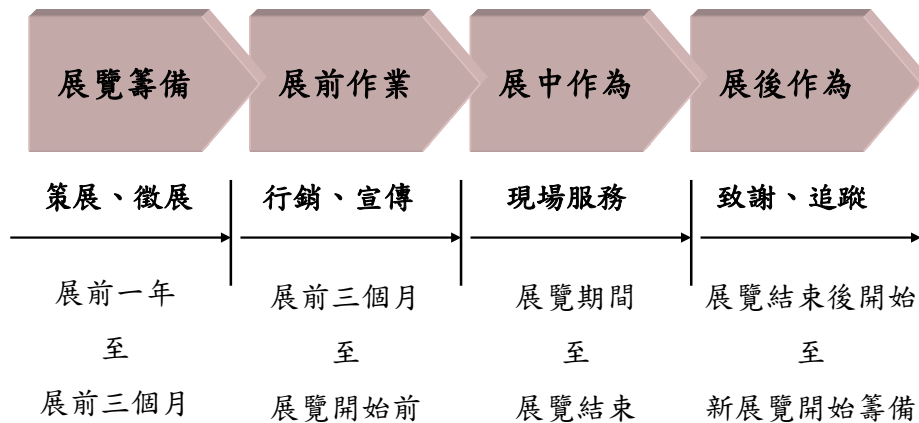 展覽籌備
展前作業
展中作為
展後作為
策展、徵展
行銷、宣傳
現場服務
致謝、追蹤
展前一年
至
展前三個月
展前三個月
至
展覽開始前
展覽期間
至
展覽結束
展覽結束後開始
至
新展覽開始籌備